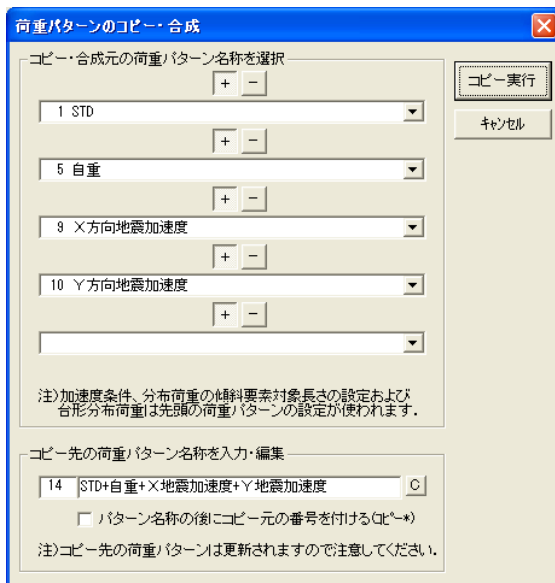 荷重パターンのコピー・合成
コピー・合成元の荷重パターン名称を選択
+ −
コピー実行
1 STD
キャンセル
+ −
5 自重
+ −
9 X方向地震加速度
+ −
10 Y方向地震加速度
+ −
注)加速度条件、分布荷重の傾斜要素対象長さの設定および
台形分布荷重は先頭の荷重パターンの設定が使われます.
コピー先の荷重パターン名称を入力・編集
14 STD+自重+X地震加速度+Y地震加速度 C
パターン名称の後にコピー元の番号を付ける(コピー*)
注)コピー先の荷重パターンは更新されますので注意してください.